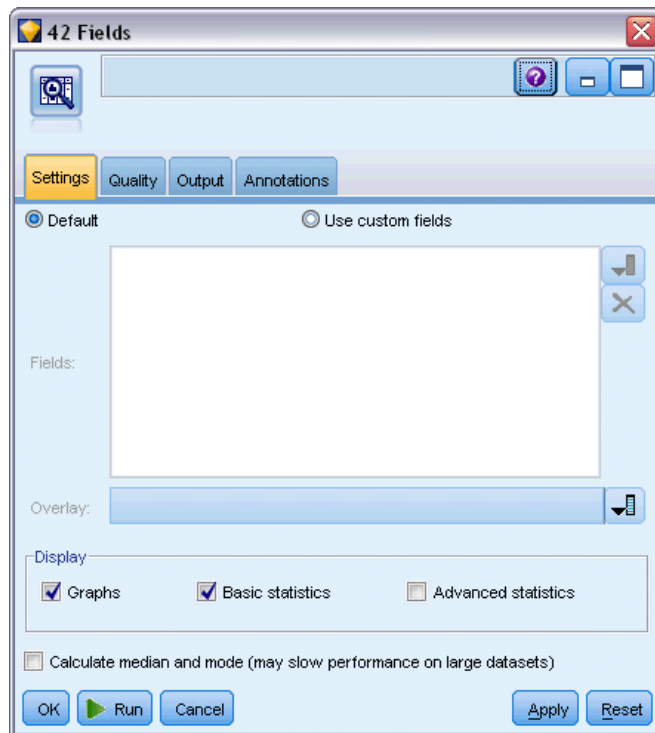 42 Fields
Settings Quality Output Annotations
Default Use custom fields
Fields:
Overlay:
Display
Graphs Basic statistics Advanced statistics
Calculate median and mode (may slow performance on large datasets)
OK Run Cancel Apply Reset